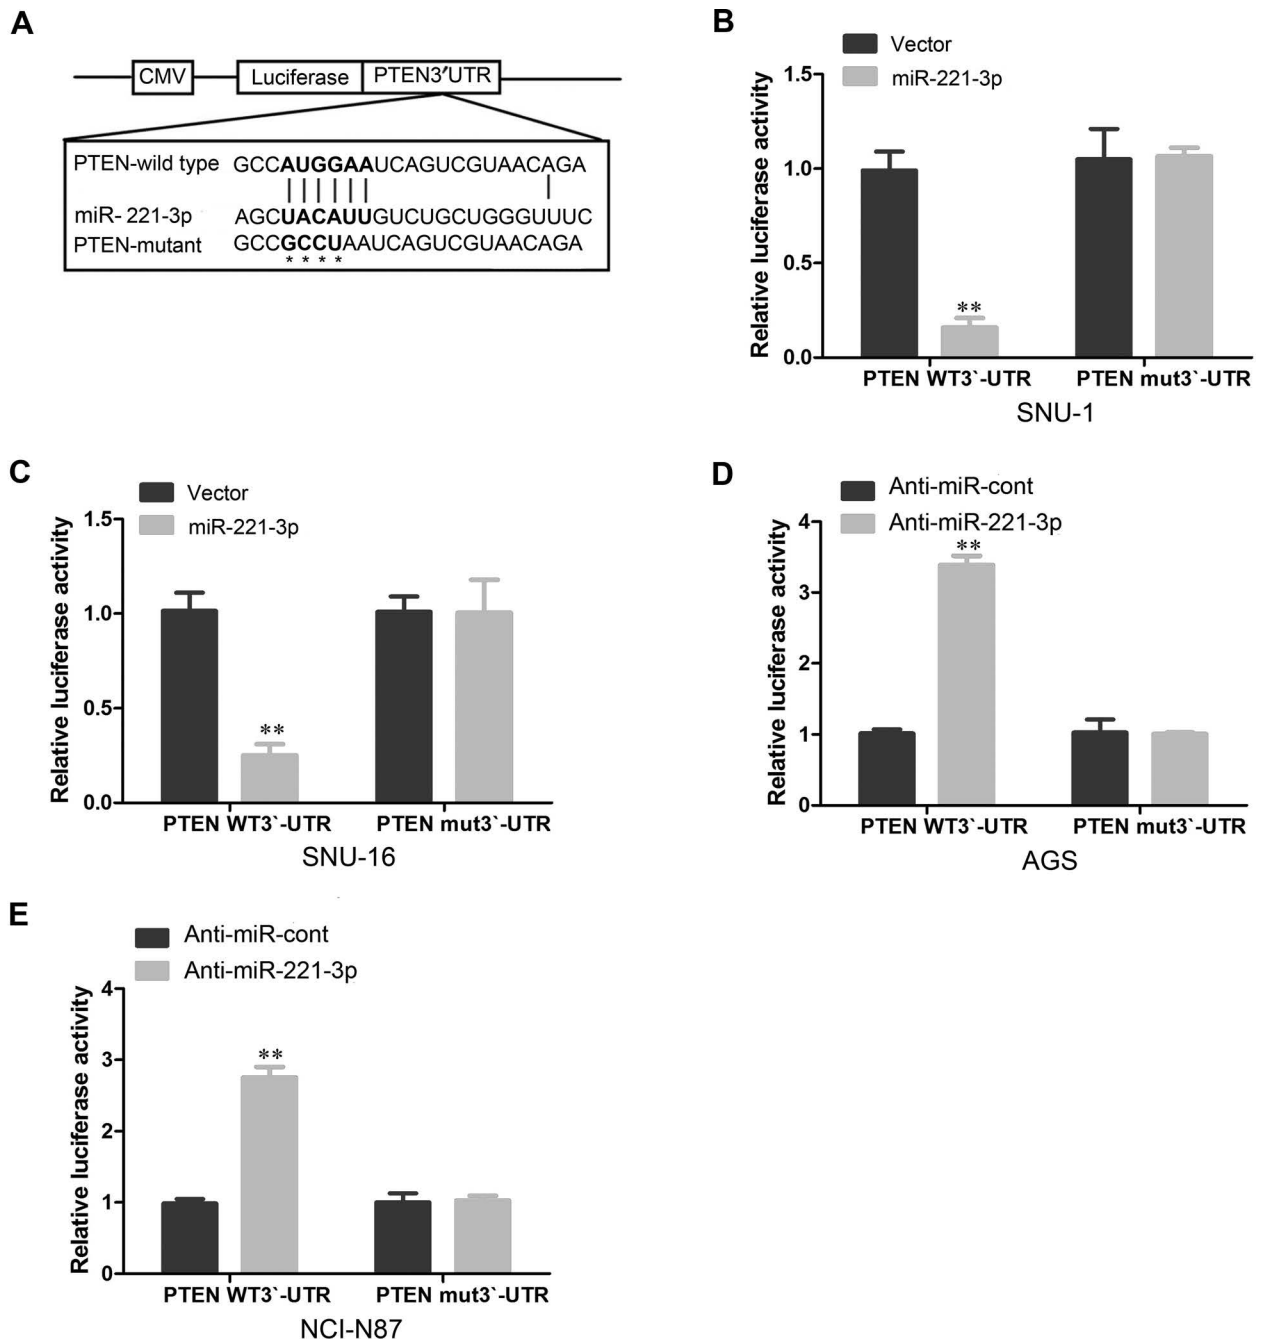 A
CMV Luciferase PTEN3′UTR
PTEN-wild type GCCAUGGAAUCAGUCGUAACAGA
miR- 221-3p AGCUACAUUGUCUGCUGGGUUUC
PTEN-mutant GCCGCCUAAUCAGUCGUAACAGA
* * * *
B
Vector
miR-221-3p
Relative luciferase activity
1.5
1.0
0.5
0.0
**
PTEN WT3`-UTR PTEN mut3`-UTR
SNU-1
C
Vector
miR-221-3p
Relative luciferase activity
1.5
1.0
0.5
0.0
**
PTEN WT3`-UTR PTEN mut3`-UTR
SNU-16
D
Anti-miR-cont
Anti-miR-221-3p
Relative luciferase activity
4
3
2
1
0
**
PTEN WT3`-UTR PTEN mut3`-UTR
AGS
E
Anti-miR-cont
Anti-miR-221-3p
Relative luciferase activity
4
3
2
1
0
**
PTEN WT3`-UTR PTEN mut3`-UTR
NCI-N87